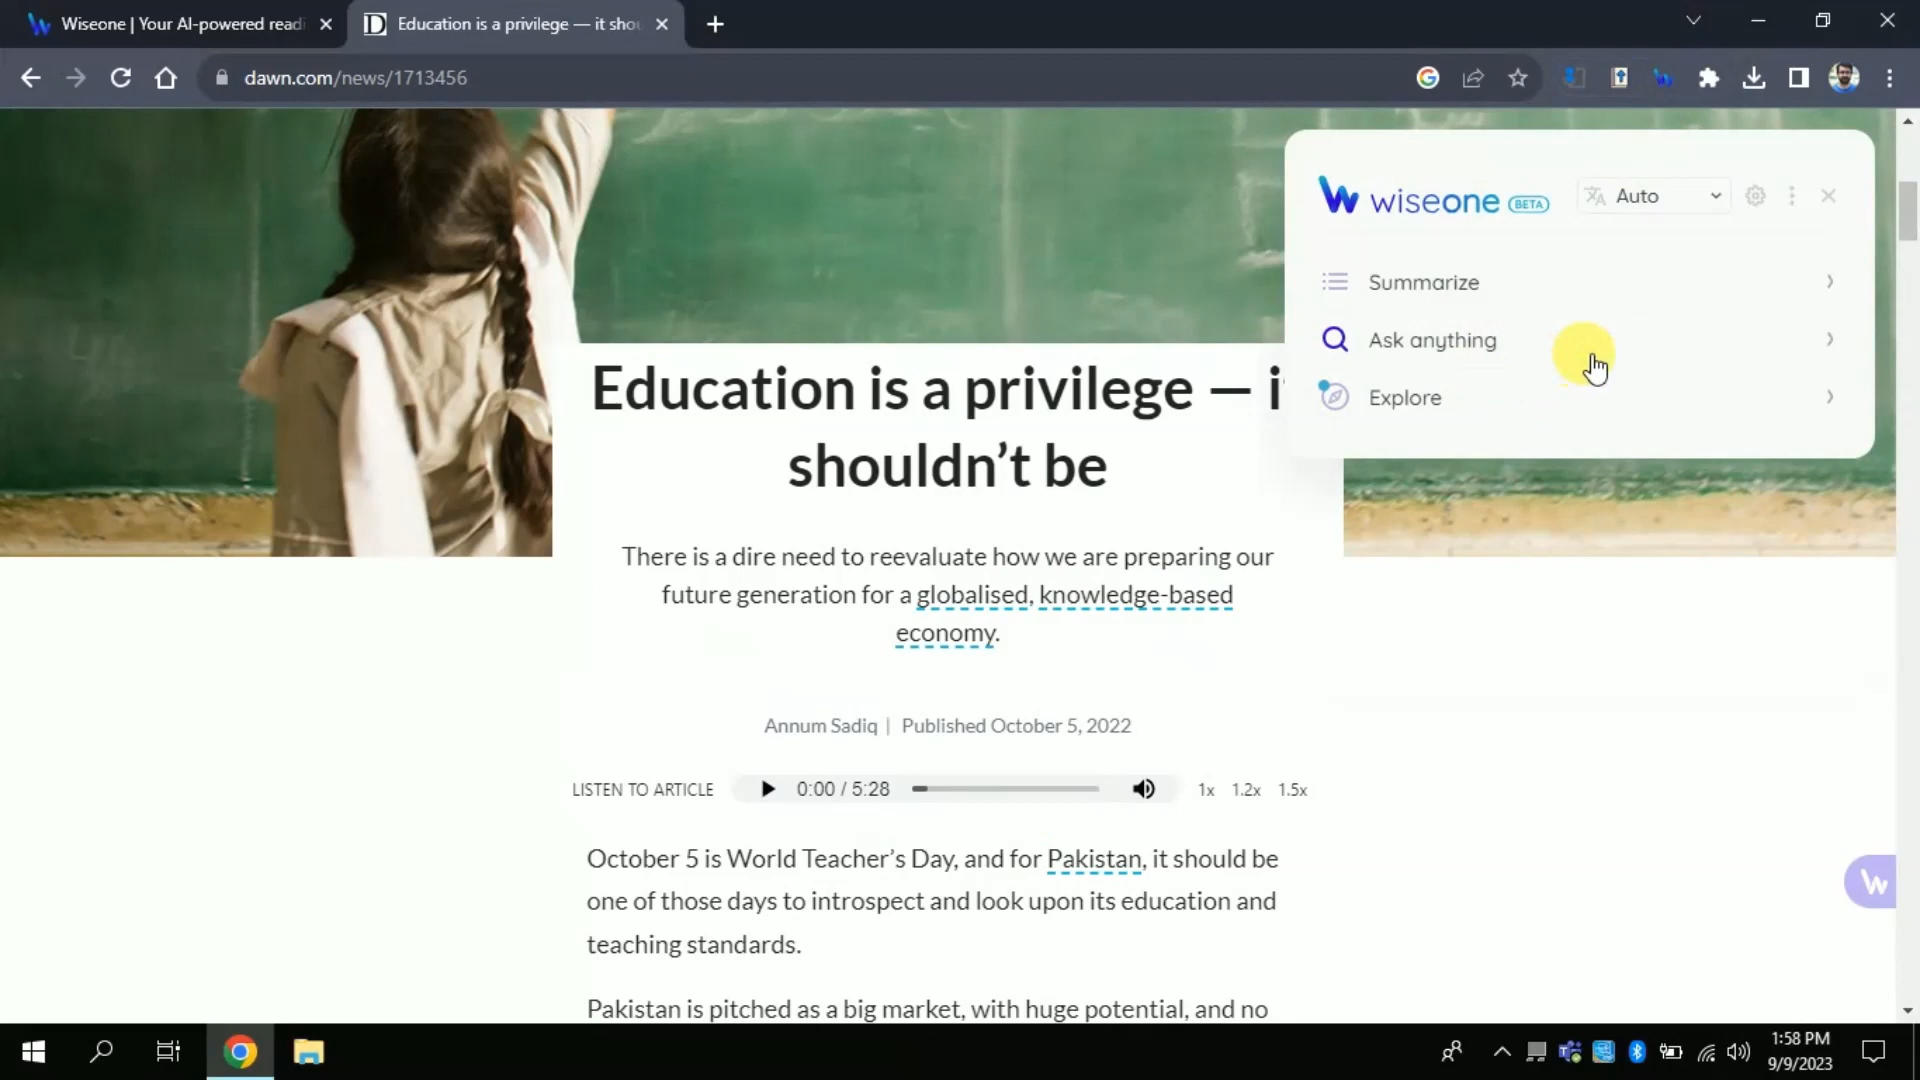 Wiseone | Your AI-powered readi
Education is a privilege — it shou
dawn.com/news/1713456
wiseone BETA
Auto
Summarize
Ask anything
Explore
Education is a privilege — i
shouldn’t be
There is a dire need to reevaluate how we are preparing our
future generation for a globalised, knowledge-based
economy.
Annum Sadiq | Published October 5, 2022
LISTEN TO ARTICLE
0:00 / 5:28
1x 1.2x 1.5x
October 5 is World Teacher’s Day, and for Pakistan, it should be
one of those days to introspect and look upon its education and
teaching standards.
Pakistan is pitched as a big market, with huge potential, and no
1:58 PM
9/9/2023